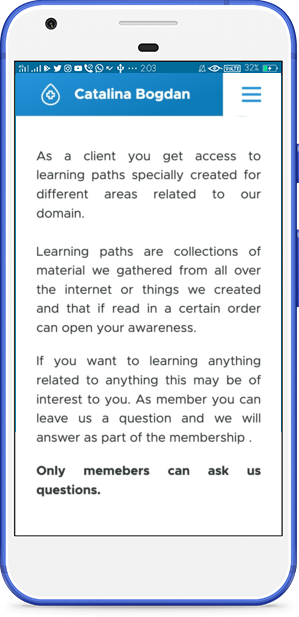 2:03
VOLTE
32%
Catalina Bogdan
As a client you get access to
learning paths specially created for
different areas related to our
domain.
Learning paths are collections of
material we gathered from all over
the internet or things we created
and that if read in a certain order
can open your awareness.
If you want to learning anything
related to anything this may be of
interest to you. As member you can
leave us a question and we will
answer as part of the membership .
Only memebers can ask us
questions.